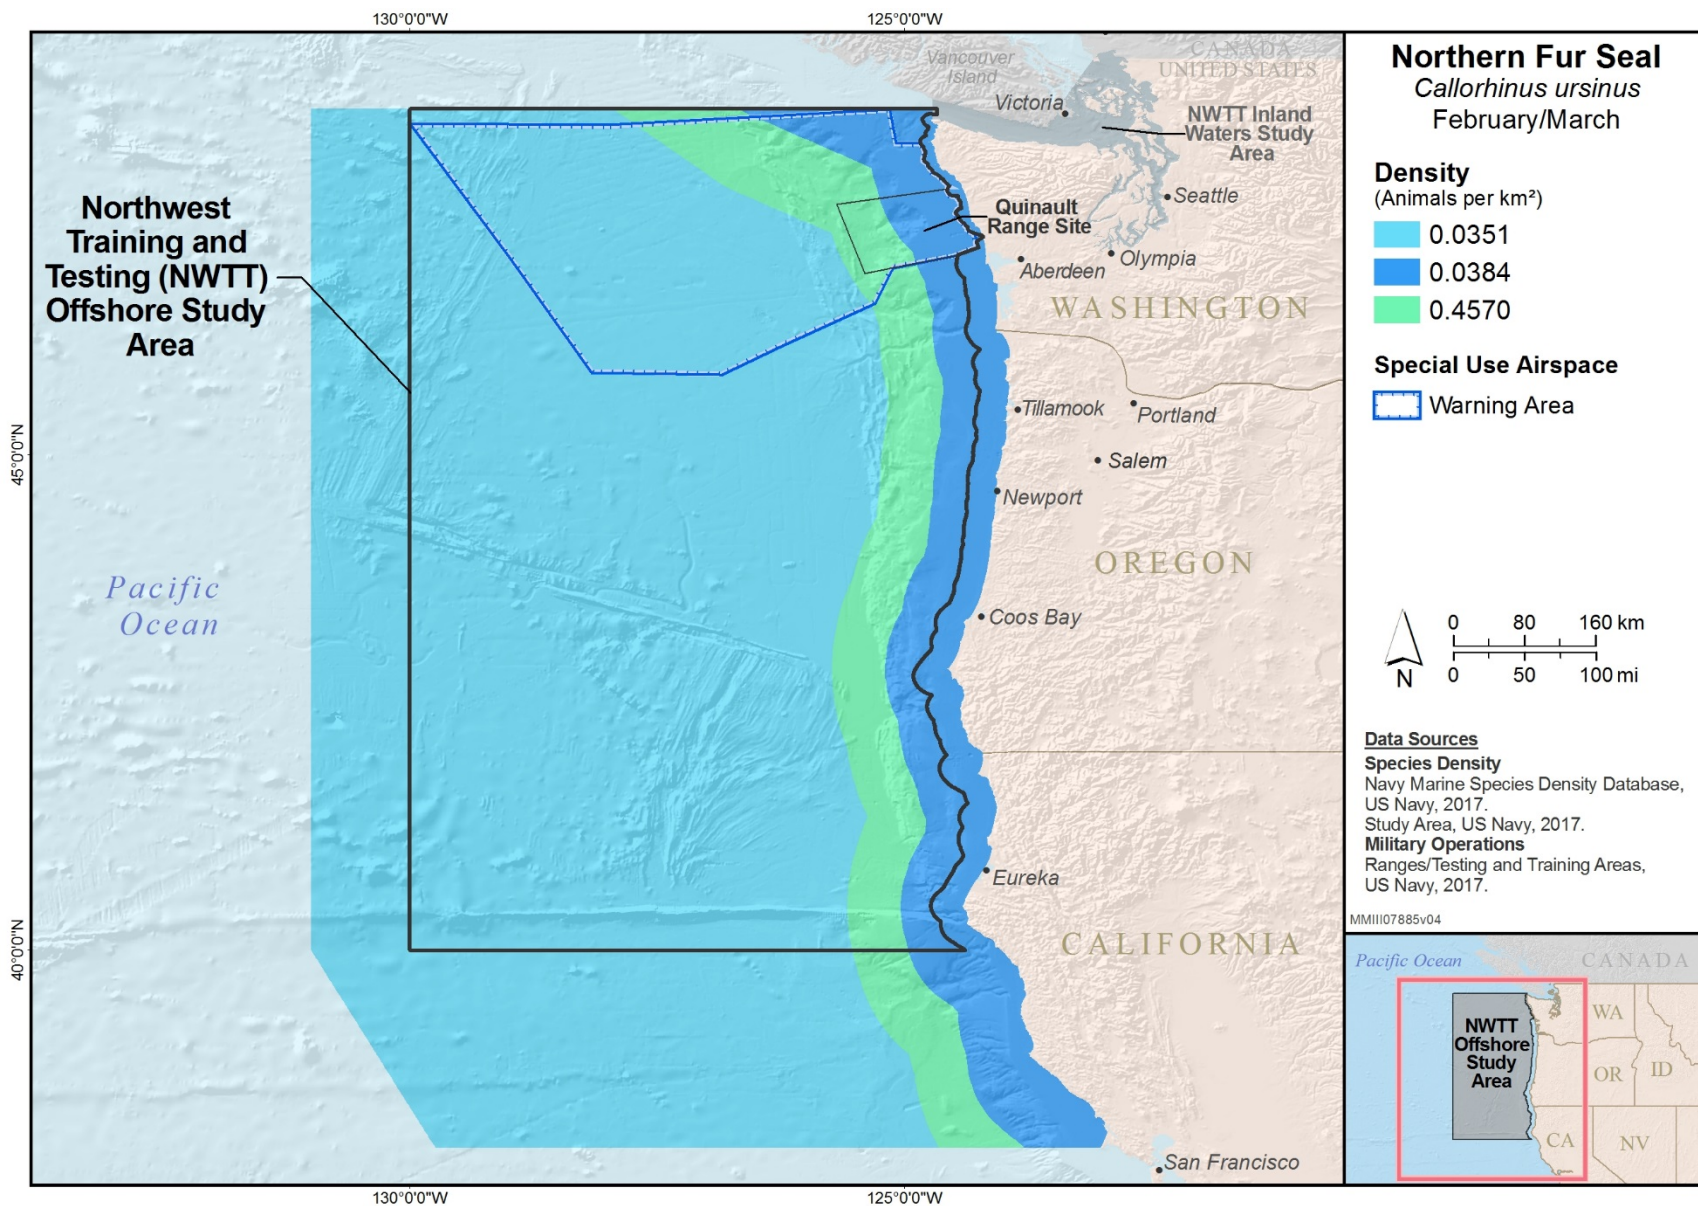 130°0'0"W
125°0'0"W
45°0'0"N
40°0'0"N
130°0'0"W
125°0'0"W
Vancouver
Island
CANADA
UNITED STATES
Victoria
NWTT Inland
Waters Study
Area
Seattle
Northwest
Training and
Testing (NWTT)
Offshore Study
Area
Quinault
Range Site
Aberdeen
Olympia
WASHINGTON
Tillamook
Portland
Salem
Newport
OREGON
Pacific
Ocean
Coos Bay
Eureka
CALIFORNIA
San Francisco
Northern Fur Seal
Callorhinus ursinus
February/March
Density
(Animals per km²)
0.0351
0.0384
0.4570
Special Use Airspace
Warning Area
N
0 80 160 km
0 50 100 mi
Data Sources
Species Density
Navy Marine Species Density Database,
US Navy, 2017.
Study Area, US Navy, 2017.
Military Operations
Ranges/Testing and Training Areas,
US Navy, 2017.
MMIII07885v04
Pacific Ocean
CANADA
NWTT
Offshore
Study
Area
WA
OR
ID
CA
NV